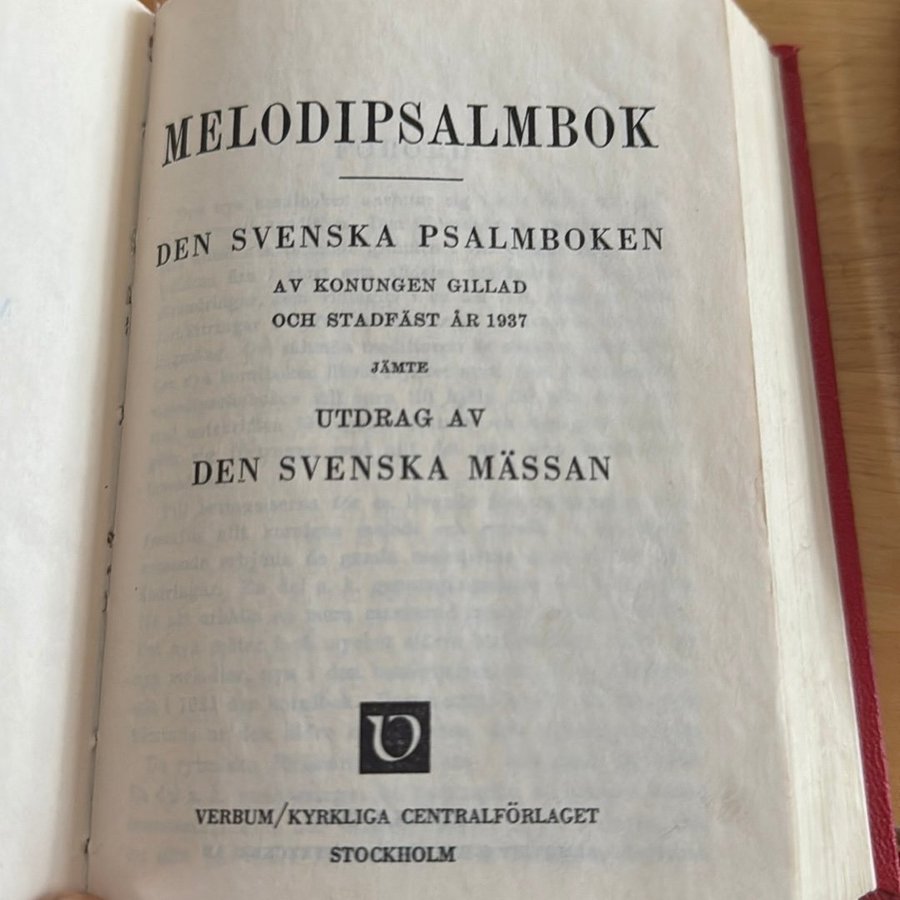 MELODIPSALMBOK
DEN SVENSKA PSALMBOKEN
AV KONUNGEN GILLAD
OCH STADFÄST ÅR 1937
JÄMTE
UTDRAG AV
DEN SVENSKA MÄSSAN
VERBUM/KYRKLIGA CENTRALFÖRLAGET
STOCKHOLM